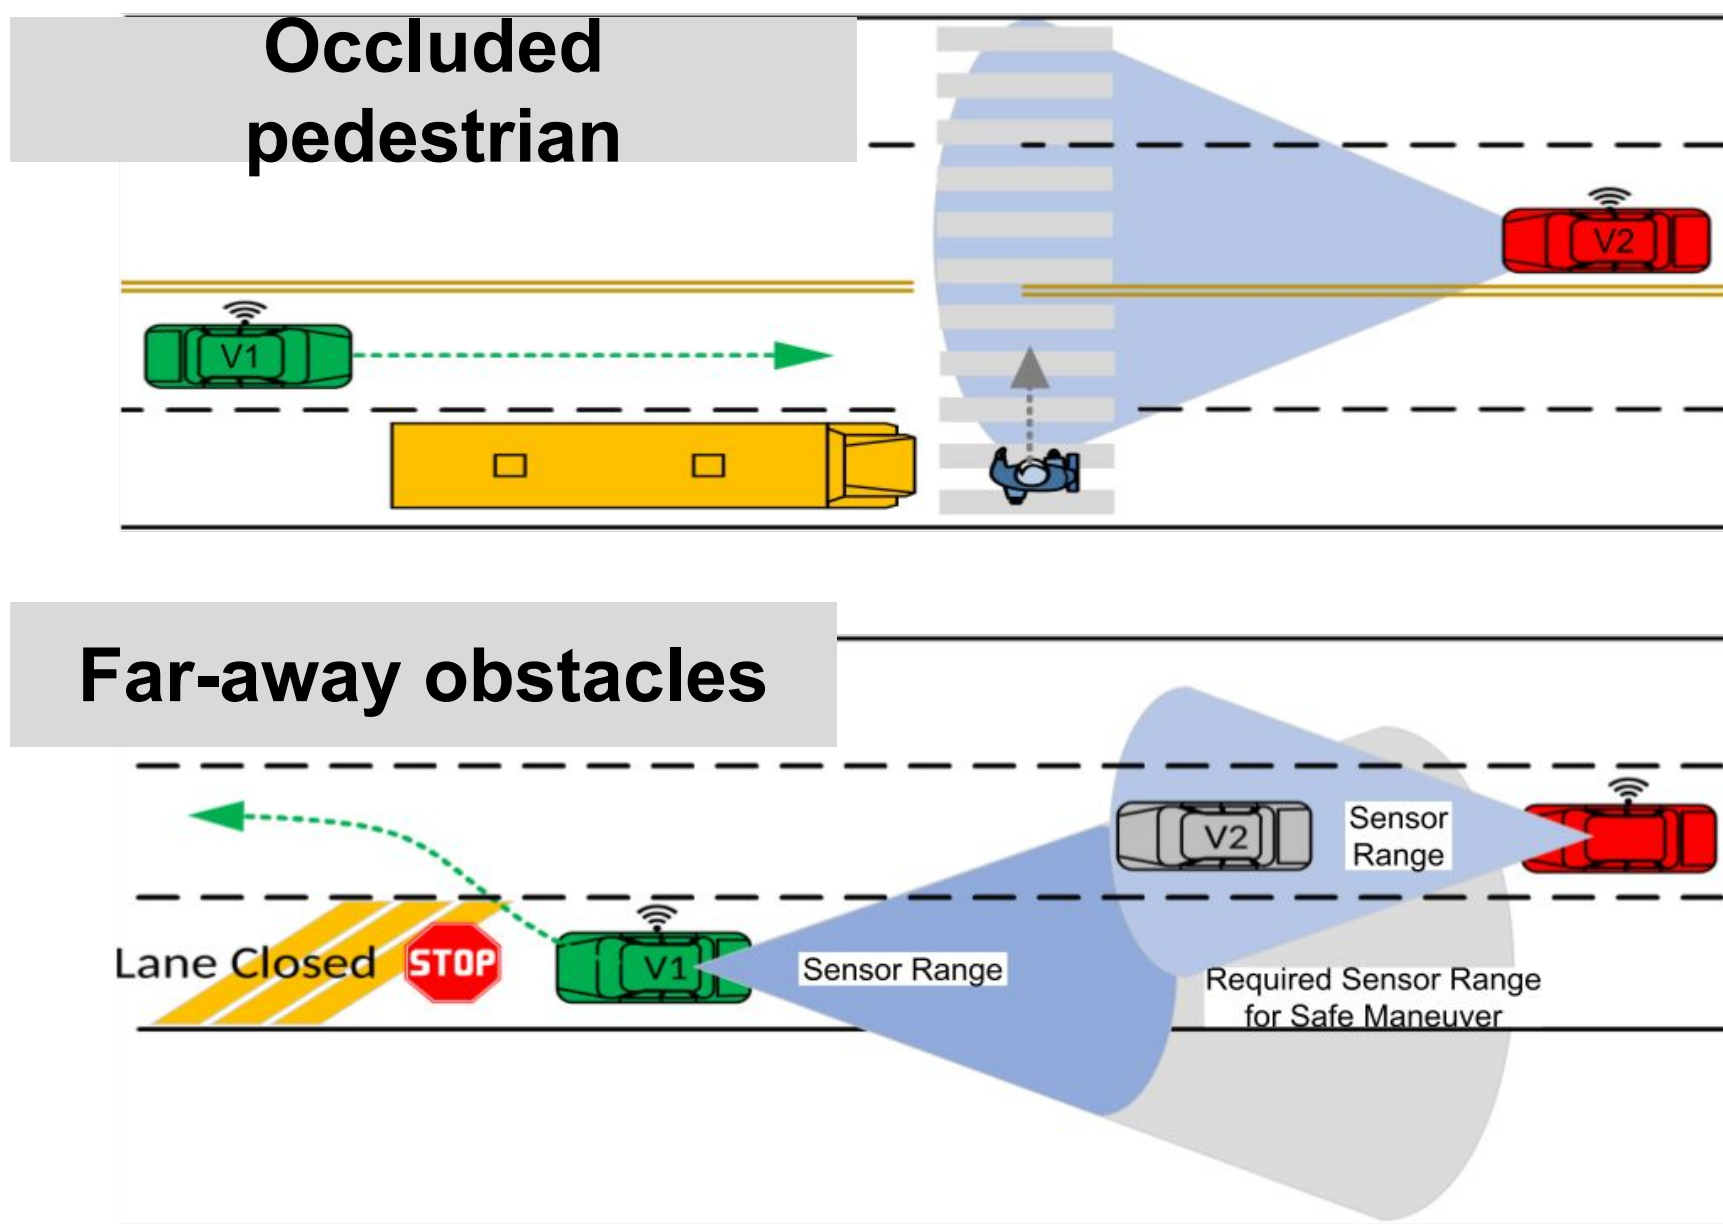 Occluded
pedestrian
V2
V1
Far-away obstacles
V2
Sensor
Range
Lane Closed
STOP
V1
Sensor Range
Required Sensor Range
for Safe Maneuver